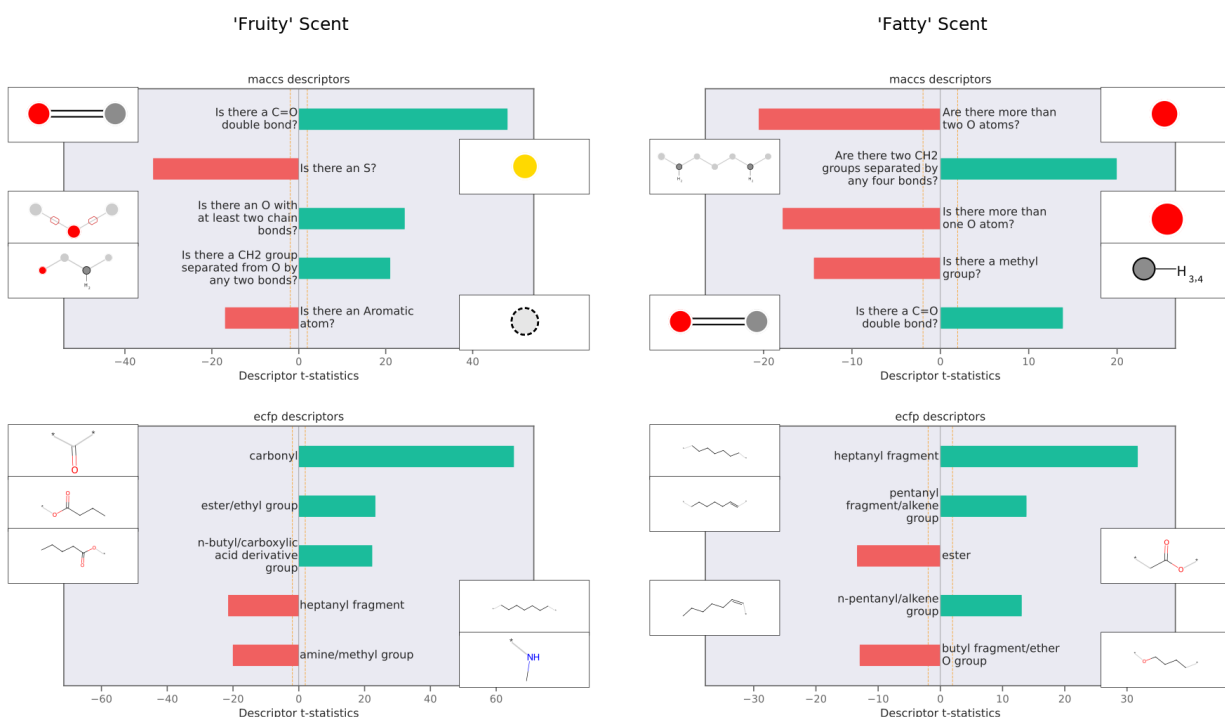 'Fruity' Scent
maccs descriptors
Is there a C=O
double bond?
Is there an S?
Is there an O with
at least two chain
bonds?
Is there a CH2 group
separated from O by
any two bonds?
H
Is there an Aromatic
atom?
−40
−20
0
20
40
Descriptor t-statistics
ecfp descriptors
carbonyl
O
ester/ethyl group
O
O
n-butyl/carboxylic
acid derivative
group
O
O
heptanyl fragment
amine/methyl group
NH
−60
−40
−20
0
20
40
60
Descriptor t-statistics
'Fatty' Scent
maccs descriptors
Are there more than
two O atoms?
Are there two CH2
groups separated by
any four bonds?
H
H
Is there more than
one O atom?
Is there a methyl
group?
H 3,4
Is there a C=O
double bond?
−20
−10
0
10
20
Descriptor t-statistics
ecfp descriptors
heptanyl fragment
pentanyl
fragment/alkene
group
ester
O
O
n-pentanyl/alkene
group
butyl fragment/ether
O group
O
−30
−20
−10
0
10
20
30
Descriptor t-statistics